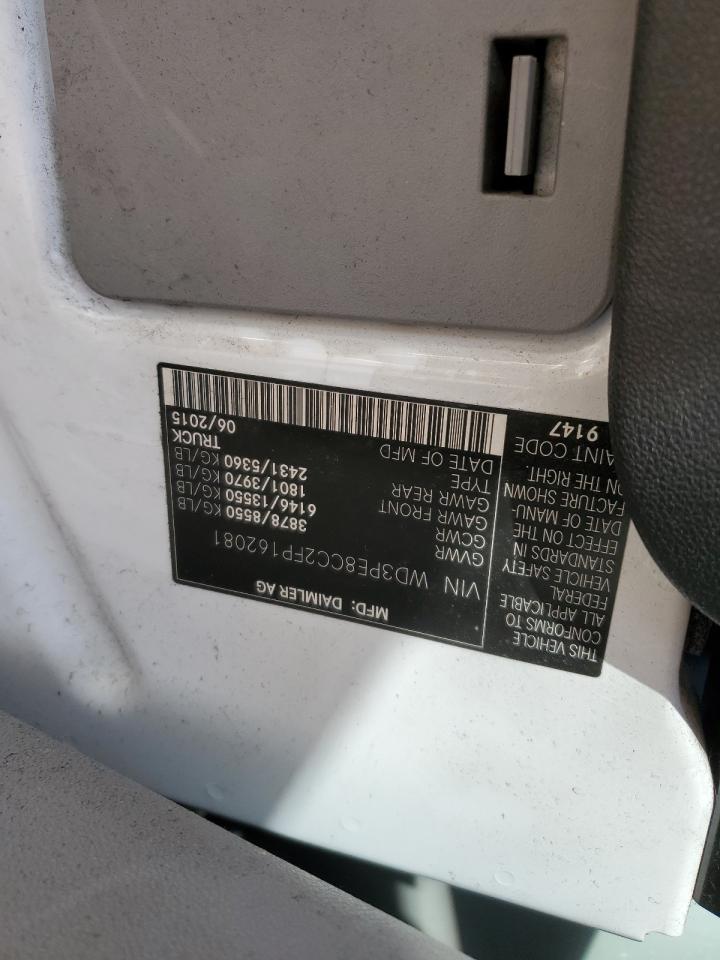 MFD: DAIMLER AG
VIN WD3PE8CC2FP162081
GVWR 3878/8550 KG/LB
GCWR 6146/13550 KG/LB
GAWR FRONT 1801/3970 KG/LB
GAWR REAR 2431/5360 KG/LB
TYPE TRUCK
DATE OF MFD 06/2015
THIS VEHICLE
CONFORMS TO
ALL APPLICABLE
FEDERAL
VEHICLE SAFETY
STANDARDS IN
EFFECT ON THE
DATE OF MANU-
FACTURE SHOWN
ON THE RIGHT.
AINT CODE
9147